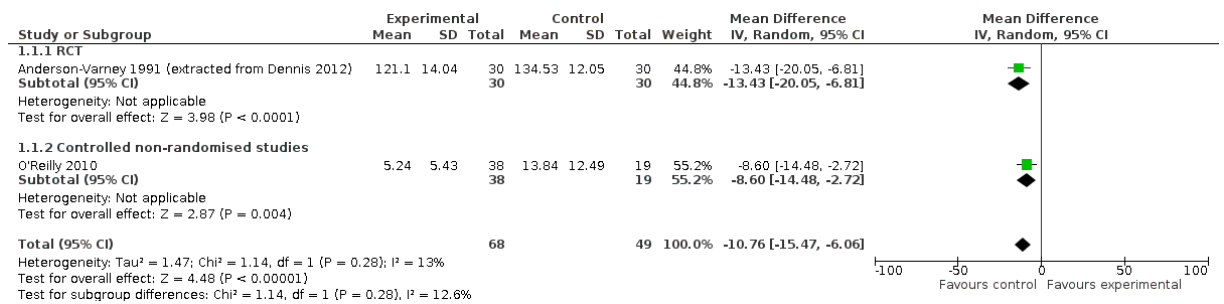 Experimental Control Mean Difference Mean Difference
Study or Subgroup Mean SD Total Mean SD Total Weight IV, Random, 95% CI IV, Random, 95% CI
1.1.1 RCT
Anderson-Varney 1991 (extracted from Dennis 2012) 121.1 14.04 30 134.53 12.05 30 44.8% -13.43 [-20.05, -6.81]
Subtotal (95% CI) 30 30 44.8% -13.43 [-20.05, -6.81]
Heterogeneity: Not applicable
Test for overall effect: Z = 3.98 (P < 0.0001)
1.1.2 Controlled non-randomised studies
O'Reilly 2010 5.24 5.43 38 13.84 12.49 19 55.2% -8.60 [-14.48, -2.72]
Subtotal (95% CI) 38 19 55.2% -8.60 [-14.48, -2.72]
Heterogeneity: Not applicable
Test for overall effect: Z = 2.87 (P = 0.004)
Total (95% CI) 68 49 100.0% -10.76 [-15.47, -6.06]
Heterogeneity: Tau² = 1.47; Chi² = 1.14, df = 1 (P = 0.28); I² = 13%
Test for overall effect: Z = 4.48 (P < 0.00001)
Test for subgroup differences: Chi² = 1.14, df = 1 (P = 0.28), I² = 12.6%
-100 -50 0 50 100
Favours control Favours experimental